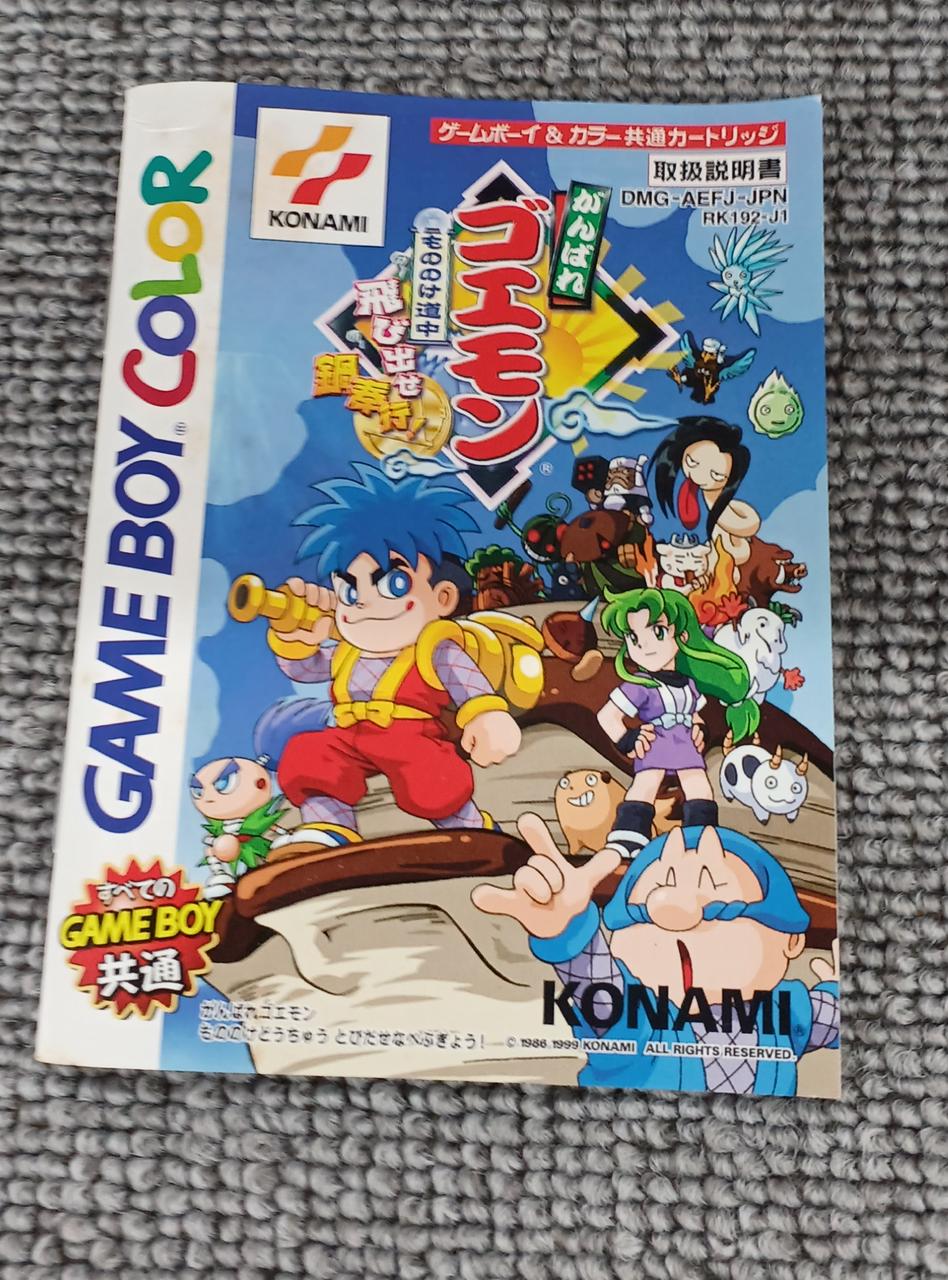 GAME BOY COLOR®
KONAMI
ゲームボーイ&カラー共通カートリッジ
取扱説明書
DMG-AEFJ-JPN
RK192-J1
がんばれ
ゴエモン
®
もののけ道中
飛び出せ
鍋奉行!
すべての
GAME BOY
共通
がんばれゴエモン
もののけどうちゅう とびだせなべぶぎょう!
KONAMI®
© 1986,1999 KONAMI ALL RIGHTS RESERVED.